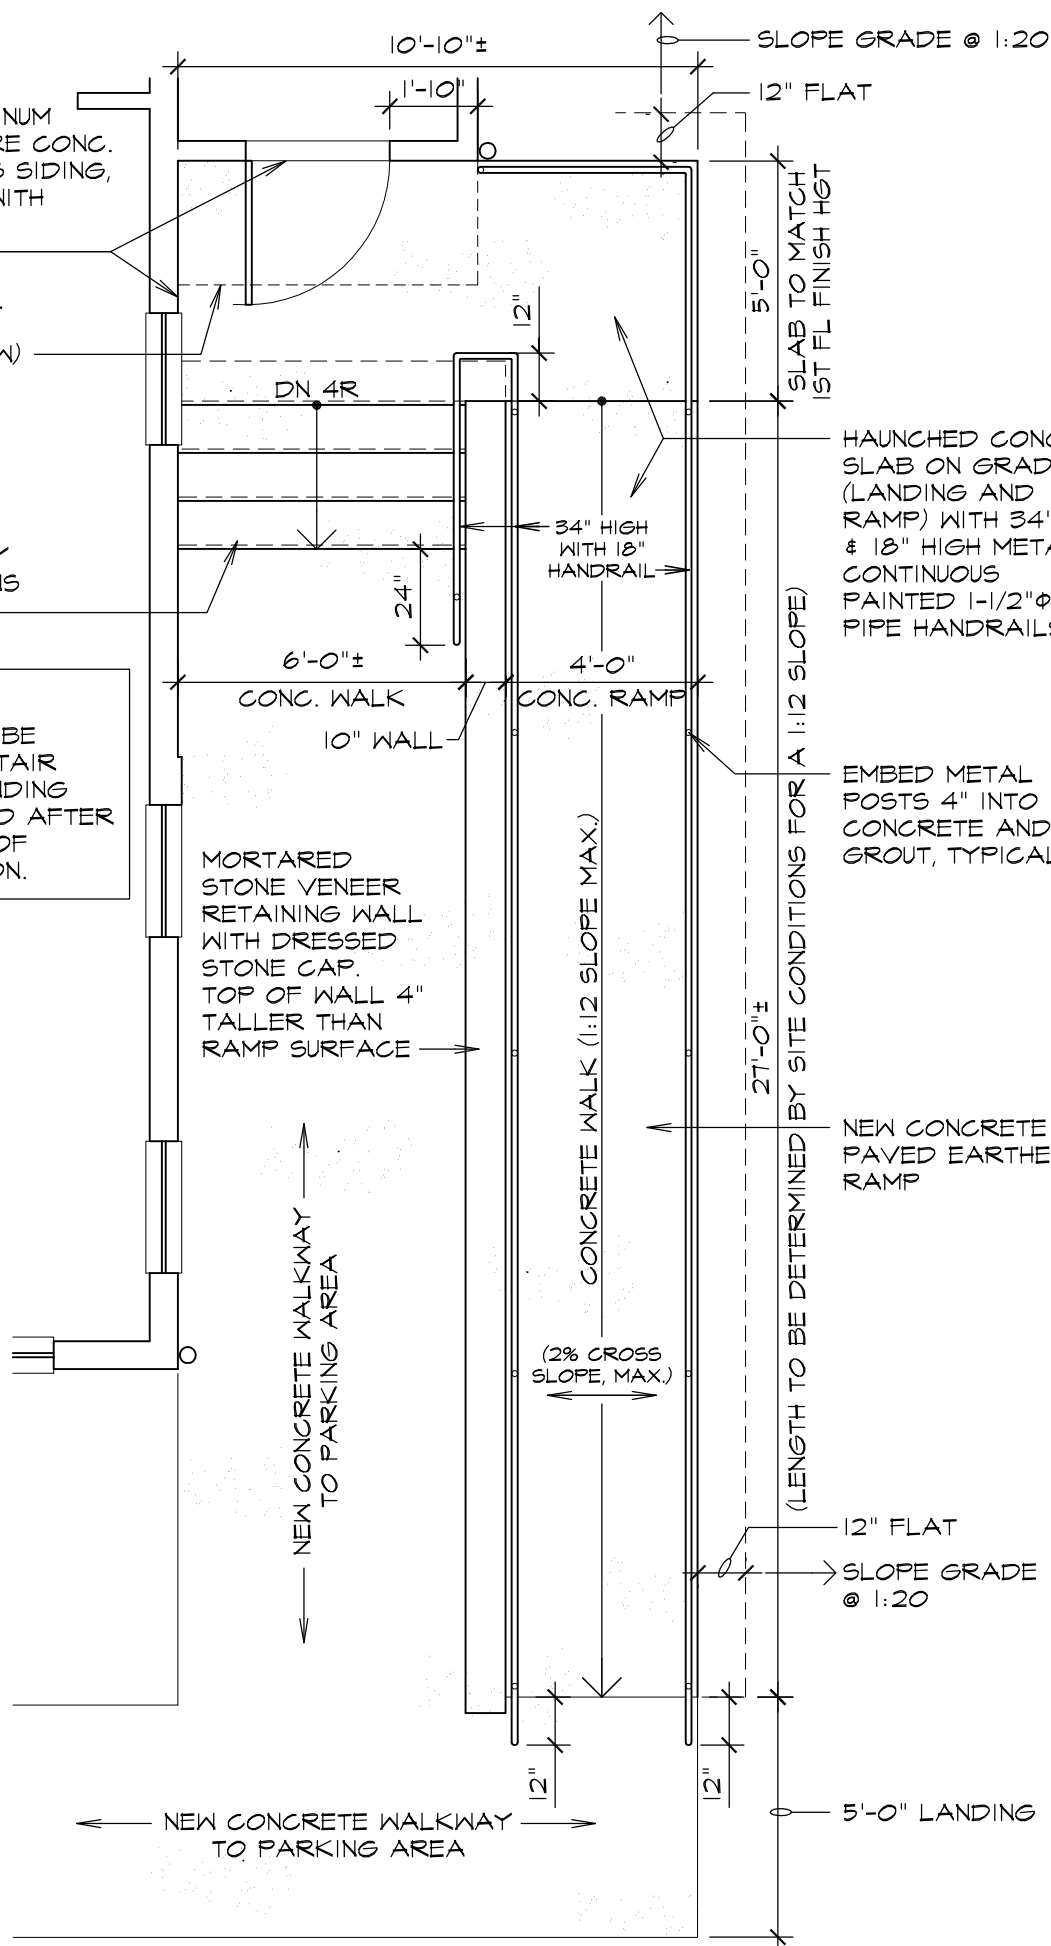 10'-10"±
SLOPE GRADE @ 1:20
1'-10"
12" FLAT
NUM
RE CONC.
SIDING,
WITH
5'-0"
SLAB TO MATCH
1ST FL FINISH HGT
12"
W)
DN 4R
HAUNCHED CONC
SLAB ON GRAD
(LANDING AND
RAMP) WITH 34"
& 18" HIGH META
CONTINUOUS
PAINTED 1-1/2"Φ
PIPE HANDRAILS
34" HIGH
WITH 18"
HANDRAIL
24"
6'-0"±
CONC. WALK
4'-0"
CONC. RAMP
10" WALL
BE
TAIR
NDING
D AFTER
OF
ON.
EMBED METAL
POSTS 4" INTO
CONCRETE AND
GROUT, TYPICAL
MORTARED
STONE VENEER
RETAINING WALL
WITH DRESSED
STONE CAP.
TOP OF WALL 4"
TALLER THAN
RAMP SURFACE
CONCRETE WALK (1:12 SLOPE MAX.)
27'-0"±
(LENGTH TO BE DETERMINED BY SITE CONDITIONS FOR A 1:12 SLOPE)
NEW CONCRETE
PAVED EARTHE
RAMP
NEW CONCRETE WALKWAY
TO PARKING AREA
(2% CROSS
SLOPE, MAX.)
12" FLAT
SLOPE GRADE
@ 1:20
12"
12"
NEW CONCRETE WALKWAY
TO PARKING AREA
5'-0" LANDING